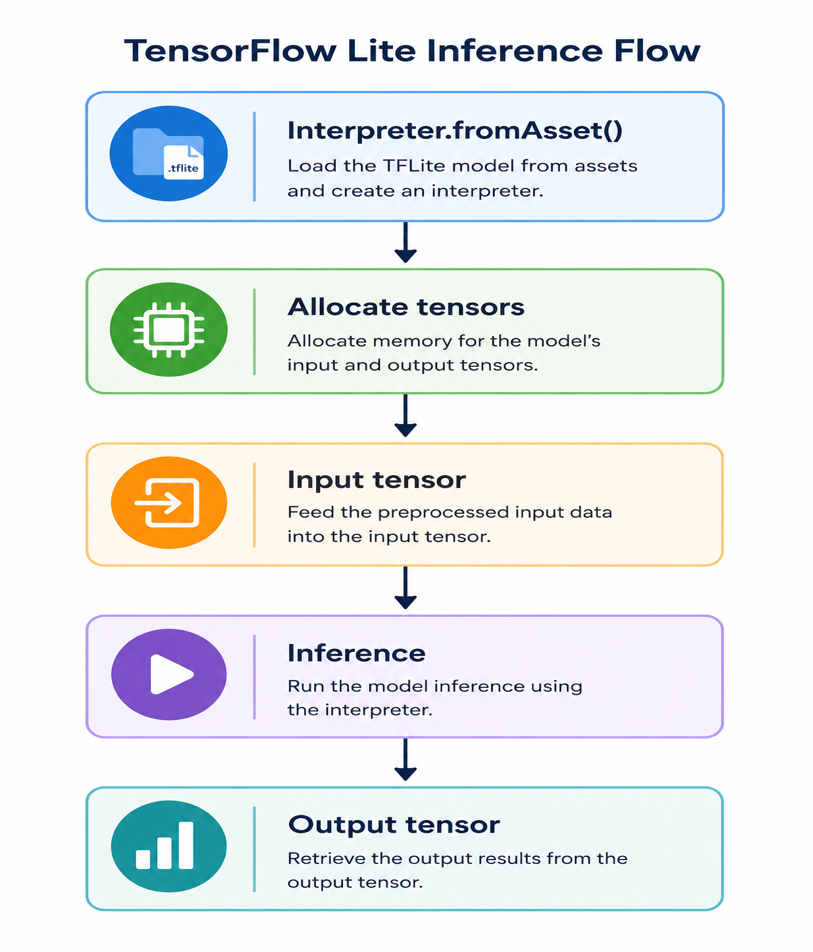 TensorFlow Lite Inference Flow
.tflite
Interpreter.fromAsset()
Load the TFLite model from assets
and create an interpreter.
Allocate tensors
Allocate memory for the model’s
input and output tensors.
Input tensor
Feed the preprocessed input data
into the input tensor.
Inference
Run the model inference using
the interpreter.
Output tensor
Retrieve the output results from the
output tensor.